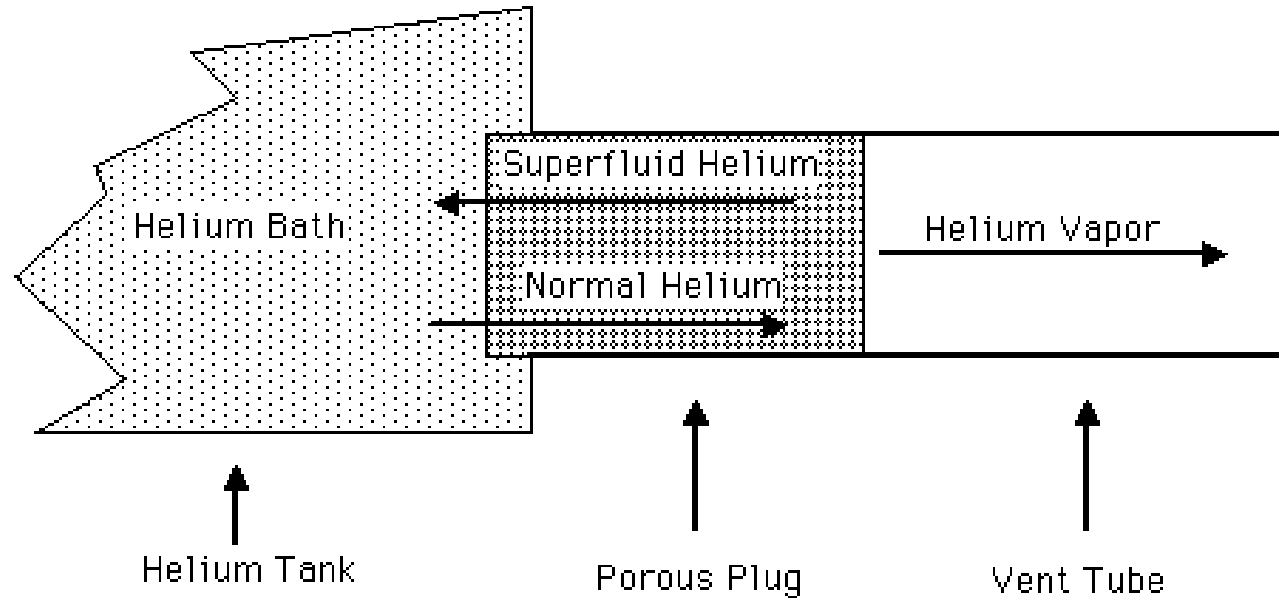 Superfluid Helium
Helium Bath
Helium Vapor
Normal Helium
Helium Tank
Porous Plug
Vent Tube